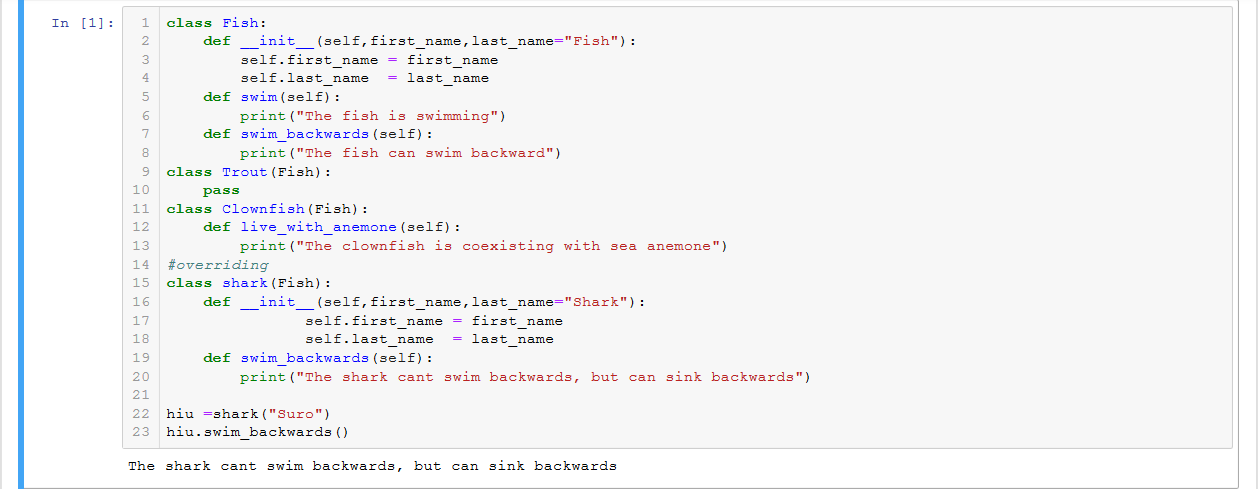 In [1]:
1 class Fish:
2     def __init__(self,first_name,last_name="Fish"):
3         self.first_name = first_name
4         self.last_name  = last_name
5     def swim(self):
6         print("The fish is swimming")
7     def swim_backwards(self):
8         print("The fish can swim backward")
9 class Trout(Fish):
10     pass
11 class Clownfish(Fish):
12     def live_with_anemone(self):
13         print("The clownfish is coexisting with sea anemone")
14 #overriding
15 class shark(Fish):
16     def __init__(self,first_name,last_name="Shark"):
17                self.first_name = first_name
18                self.last_name  = last_name
19     def swim_backwards(self):
20         print("The shark cant swim backwards, but can sink backwards")
21
22 hiu =shark("Suro")
23 hiu.swim_backwards()
The shark cant swim backwards, but can sink backwards